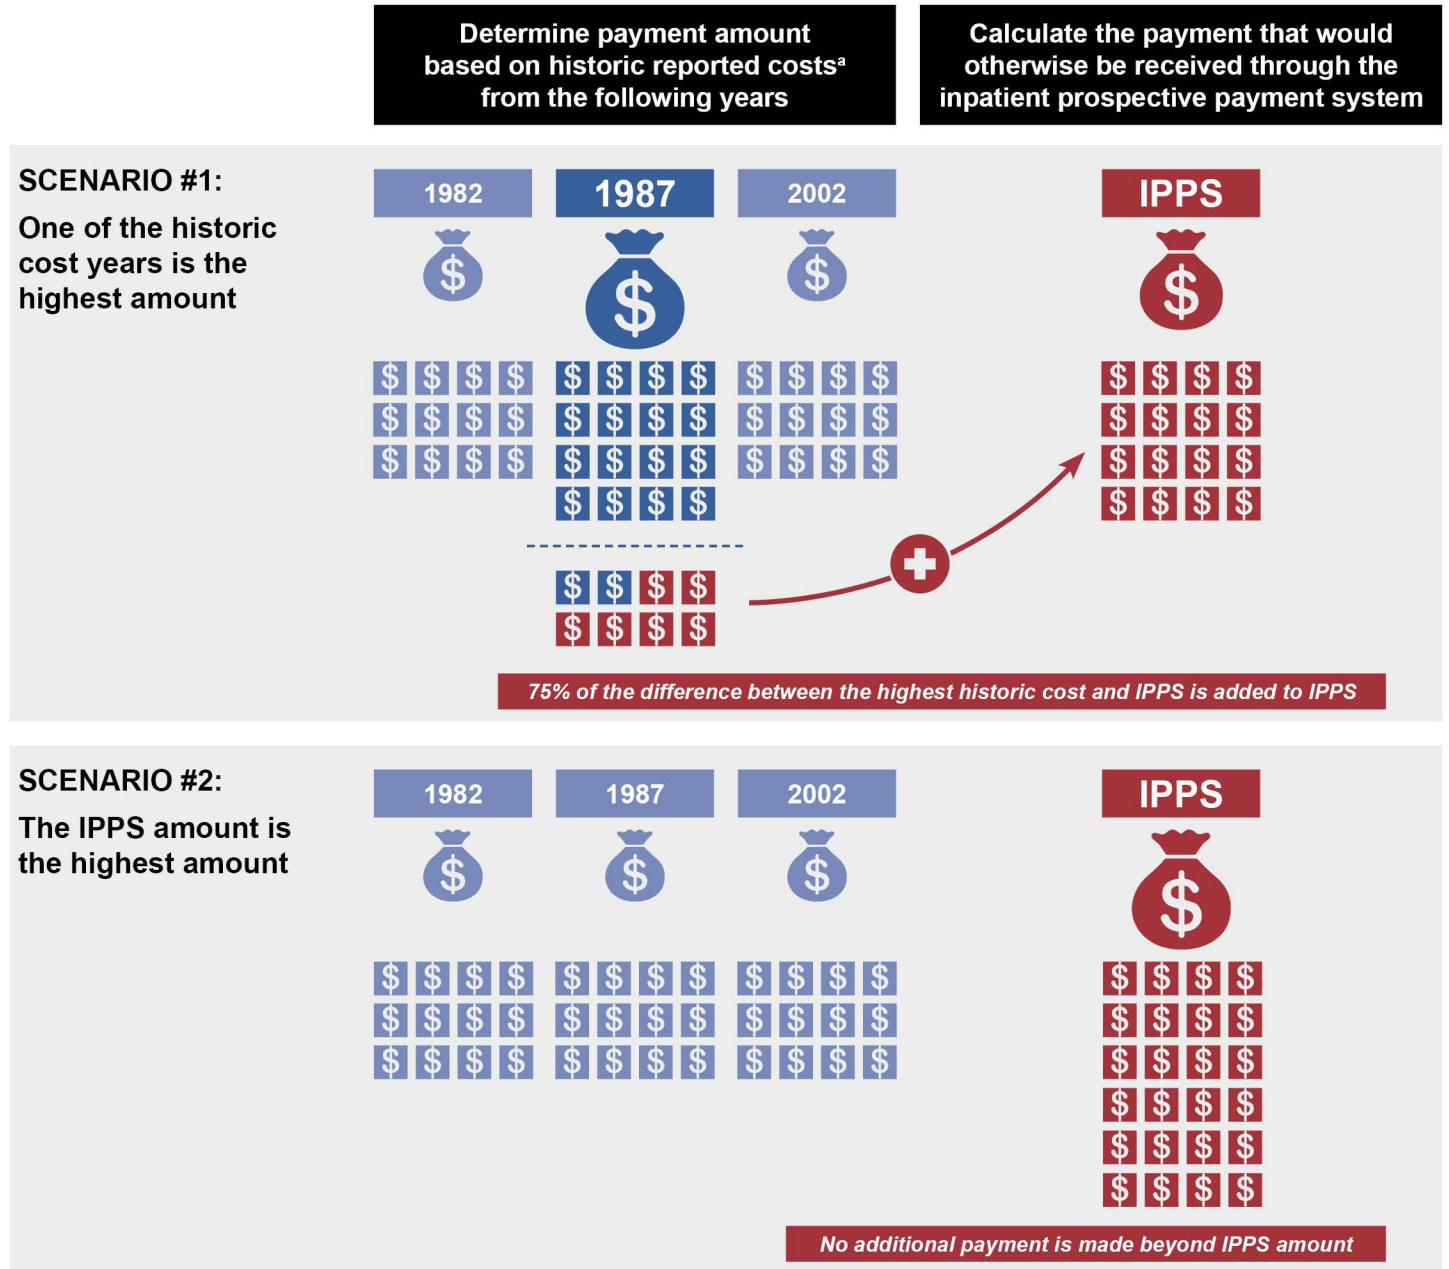 Determine payment amount
based on historic reported costsᵃ
from the following years
Calculate the payment that would
otherwise be received through the
inpatient prospective payment system
SCENARIO #1:
One of the historic
cost years is the
highest amount
1982
1987
2002
IPPS
$ $ $ $
$ $ $ $ $ $ $ $ $ $ $ $ $ $ $ $
$ $ $ $ $ $ $ $ $ $ $ $ $ $ $ $
$ $ $ $ $ $ $ $ $ $ $ $ $ $ $ $
$ $ $ $ $ $ $ $
$ $ $ $
$ $ $ $
75% of the difference between the highest historic cost and IPPS is added to IPPS
SCENARIO #2:
The IPPS amount is
the highest amount
1982
1987
2002
IPPS
$ $ $ $
$ $ $ $ $ $ $ $ $ $ $ $ $ $ $ $
$ $ $ $ $ $ $ $ $ $ $ $ $ $ $ $
$ $ $ $ $ $ $ $ $ $ $ $ $ $ $ $
$ $ $ $
$ $ $ $
$ $ $ $
No additional payment is made beyond IPPS amount